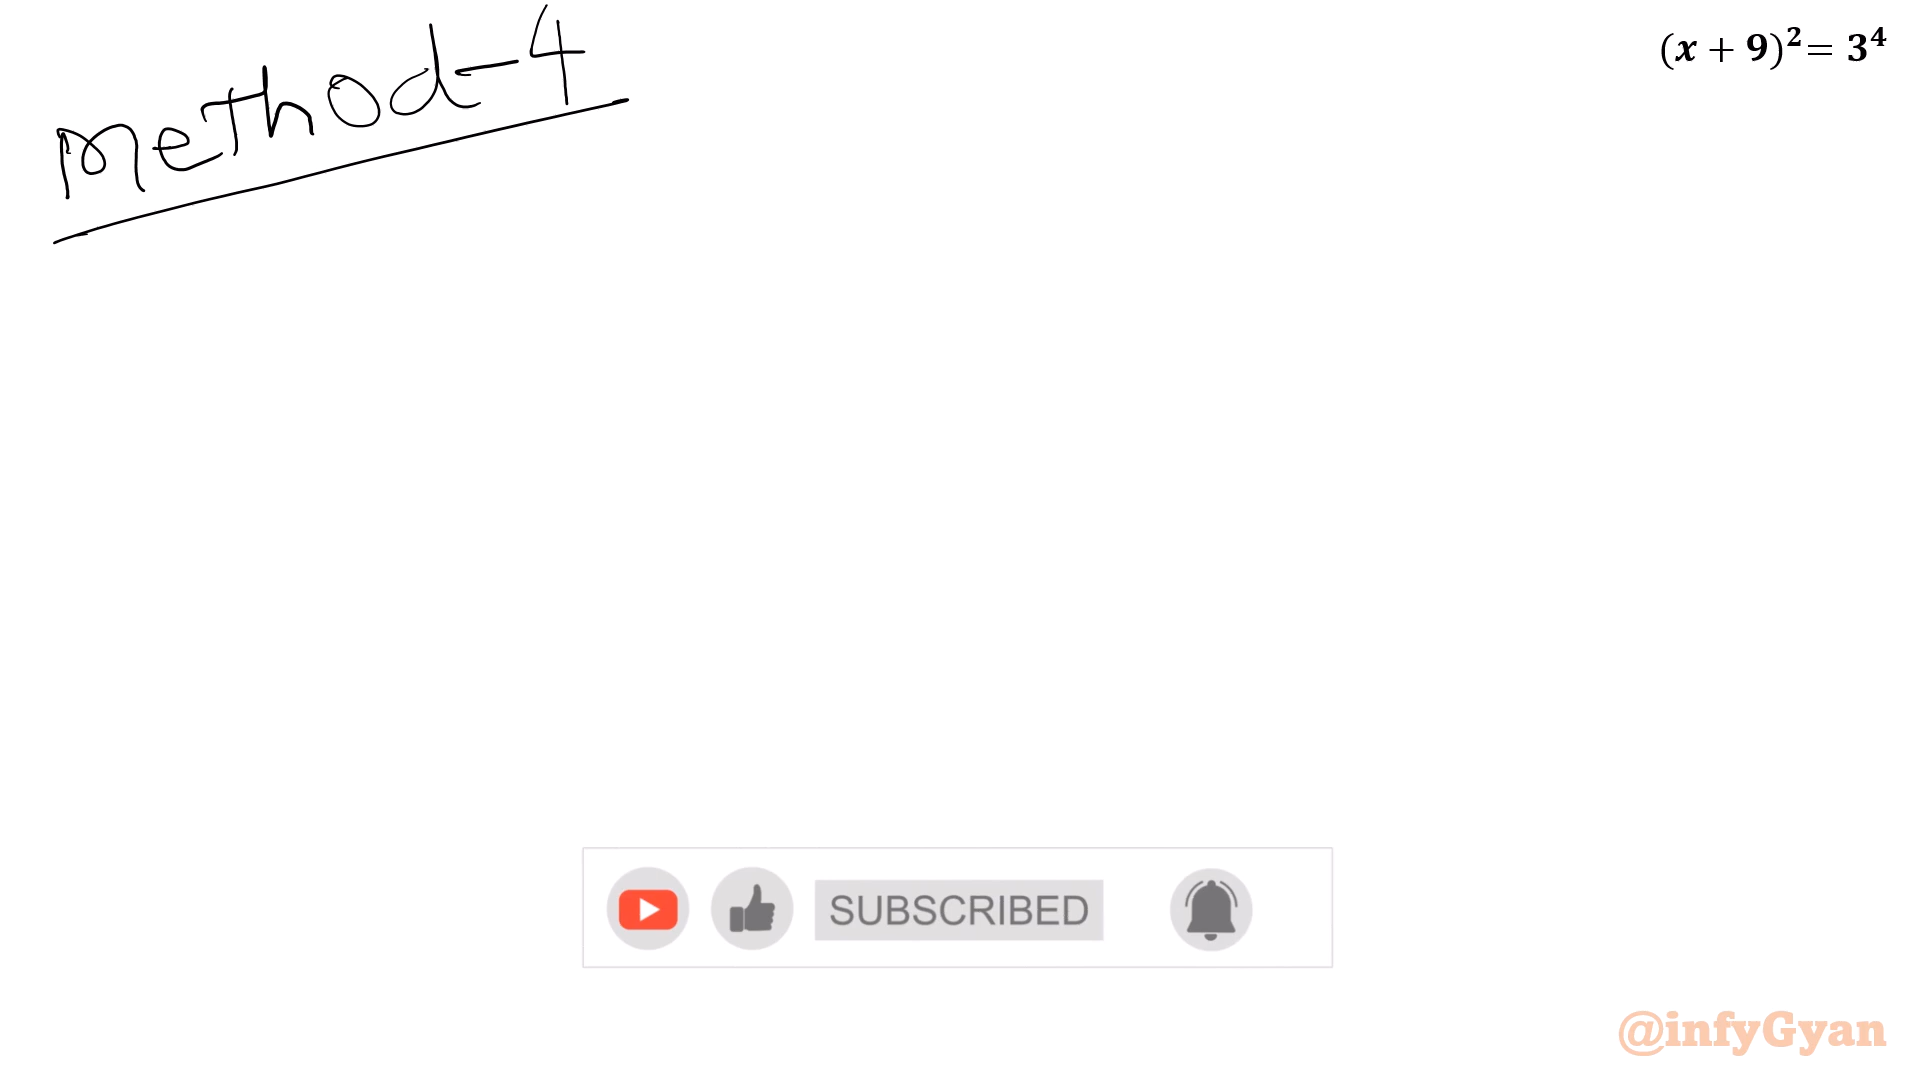 Method-4
(x + 9)²= 3⁴
SUBSCRIBED
@infyGyan